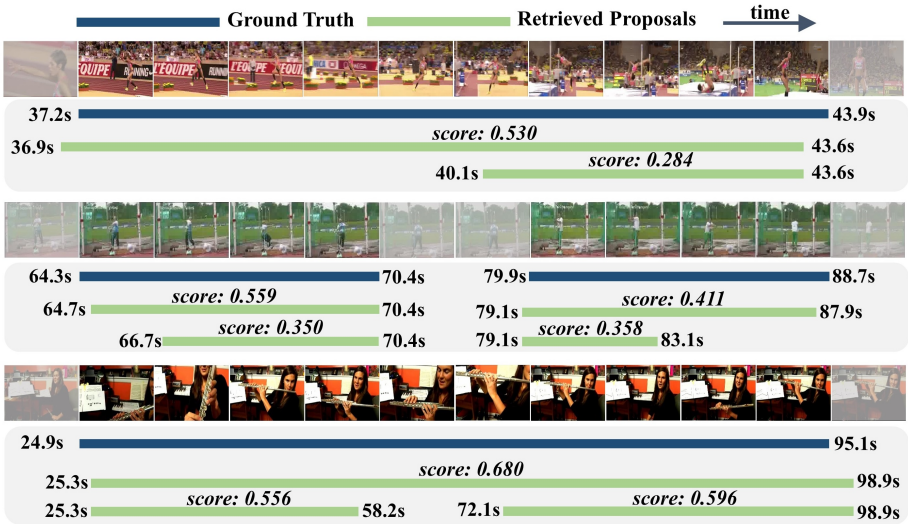 Ground Truth Retrieved Proposals time
L'EQUIPE RUNNING L'EQUIPE L'EQUI
37.2s 43.9s
score: 0.530
36.9s 43.6s
score: 0.284
40.1s 43.6s
64.3s 70.4s 79.9s 88.7s
score: 0.559 score: 0.411
64.7s 70.4s 79.1s 87.9s
score: 0.350 score: 0.358
66.7s 70.4s 79.1s 83.1s
24.9s 95.1s
score: 0.680
25.3s 98.9s
score: 0.556 score: 0.596
25.3s 58.2s 72.1s 98.9s